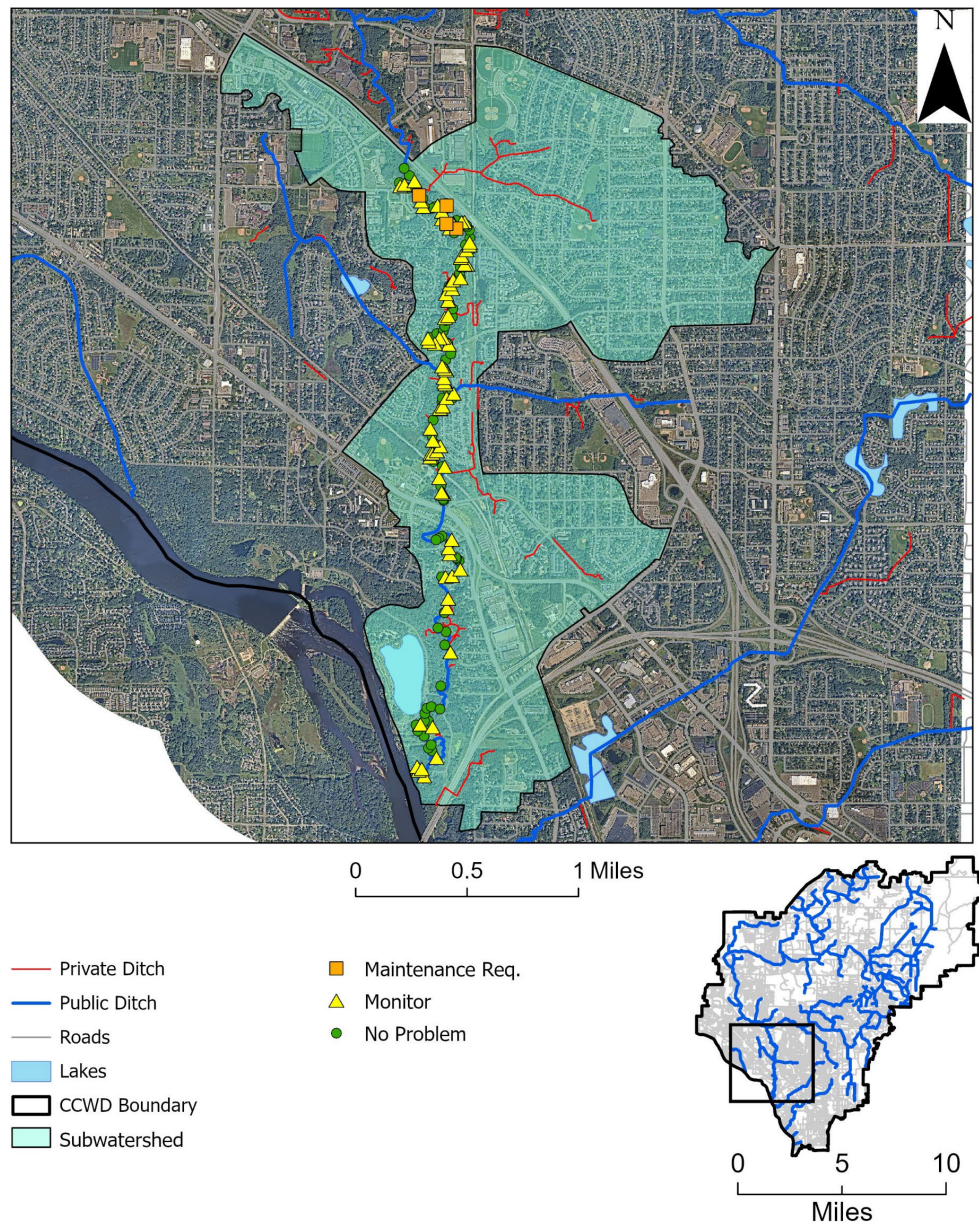 N
0 0.5 1 Miles
Private Ditch
Public Ditch
Roads
Lakes
CCWD Boundary
Subwatershed
Maintenance Req.
Monitor
No Problem
0 5 10
Miles